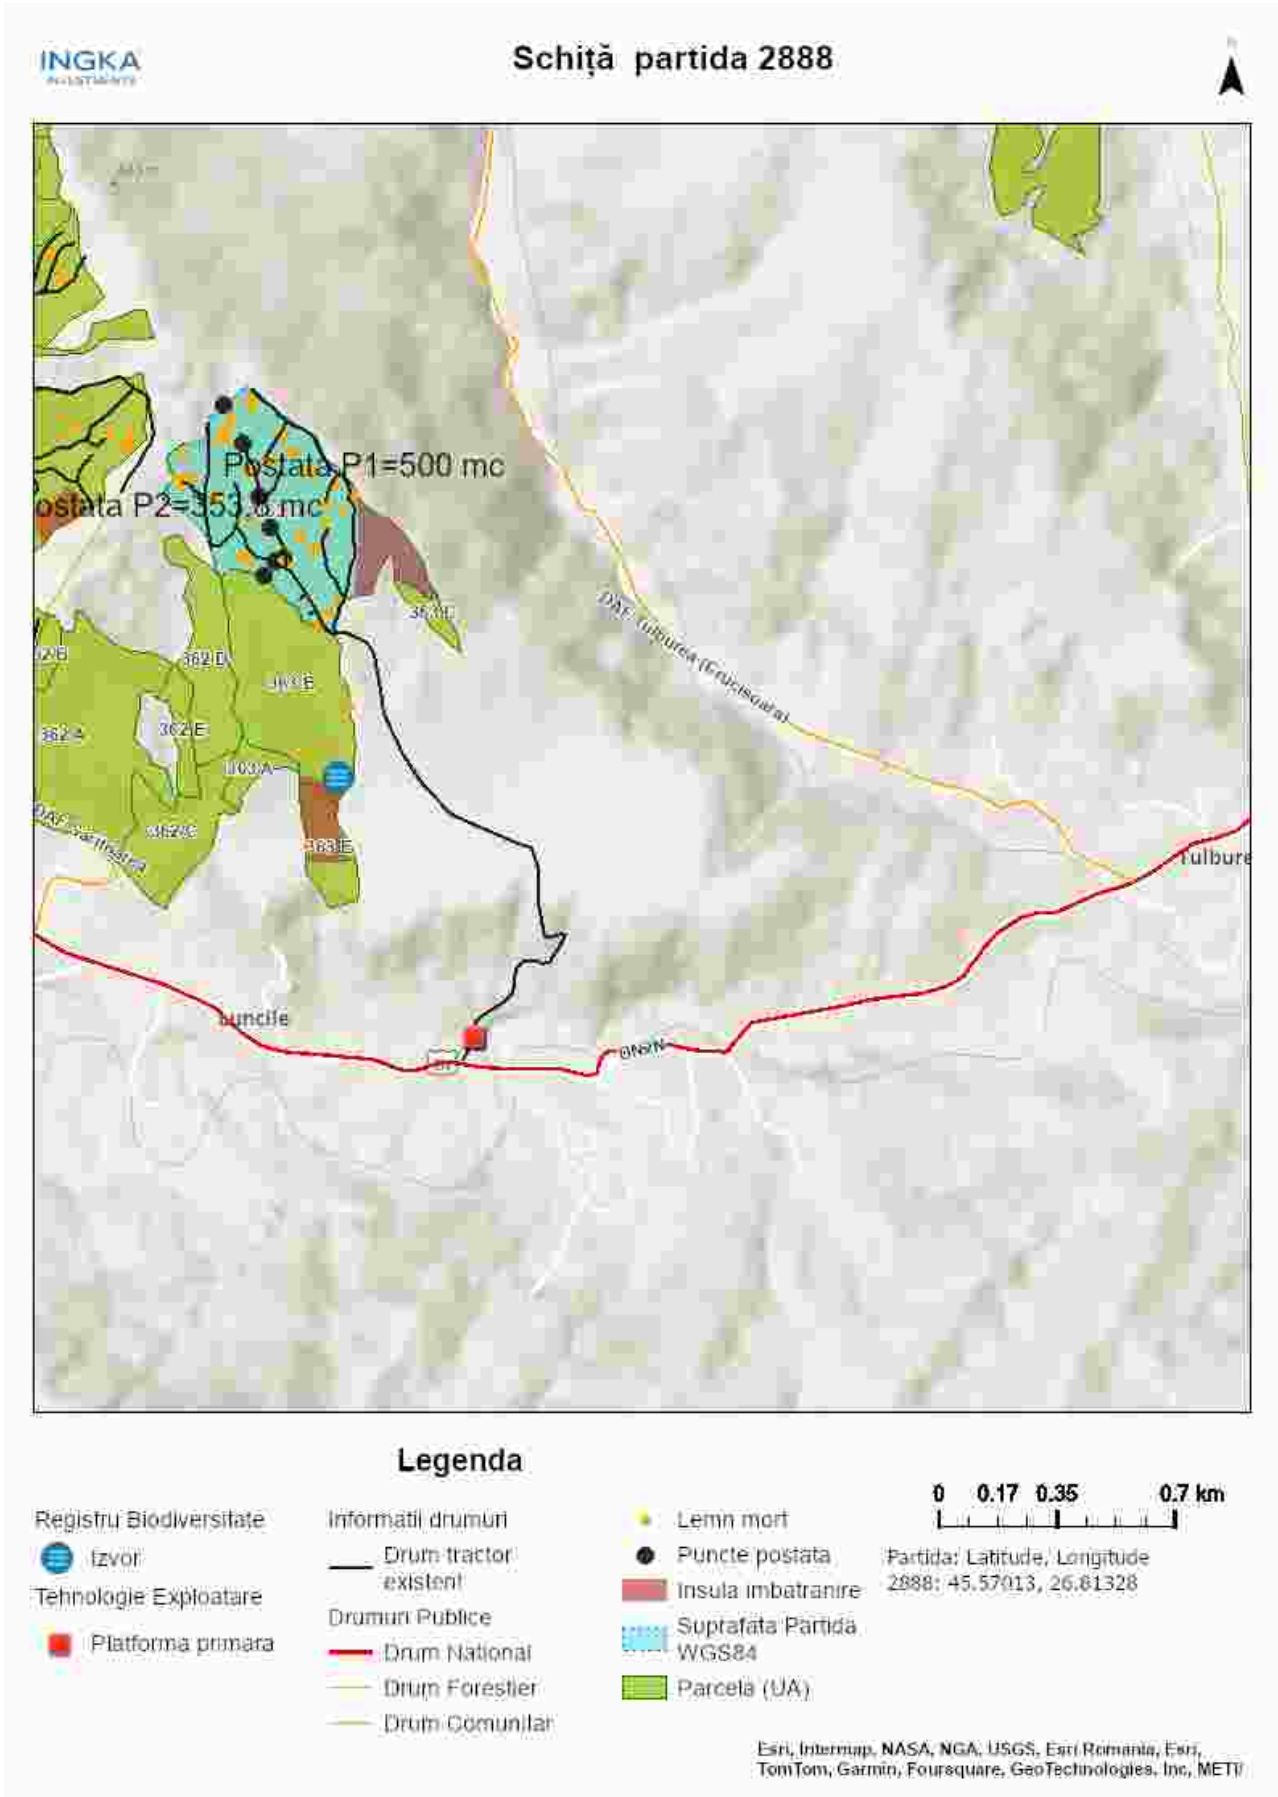 INGKA
Schiță partida 2888
Postata P1=500 mc
ostata P2=353.8 mc
362 D
363 B
362 A
362 E
363 A
362 C
363 E
DAF Tulburea (Crucisoara)
Tulbure
Luncile
Legenda
Registru Biodiversitate
Izvor
Tehnologie Exploatare
Platforma primara
Informatii drumuri
Drum tractor
existent
Drumuri Publice
Drum National
Drum Forestier
Drum Comunitar
Lemn mort
Puncte postata
Insula imbatranire
Suprafata Partida
WGS84
Parcela (UA)
0 0.17 0.35 0.7 km
Partida: Latitude, Longitude
2888: 45.57013, 26.81328
Esri, Intermap, NASA, NGA, USGS, Esri Romania, Esri,
TomTom, Garmin, Foursquare, GeoTechnologies, Inc, METI/